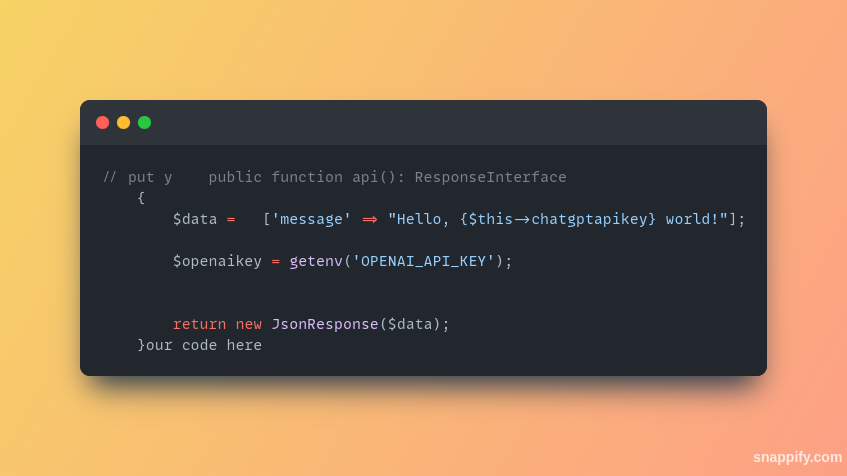 // put y    public function api(): ResponseInterface
    {
        $data =   ['message' => "Hello, {$this->chatgptapikey} world!"];

        $openaikey = getenv('OPENAI_API_KEY');


        return new JsonResponse($data);
    }our code here
snappify.com